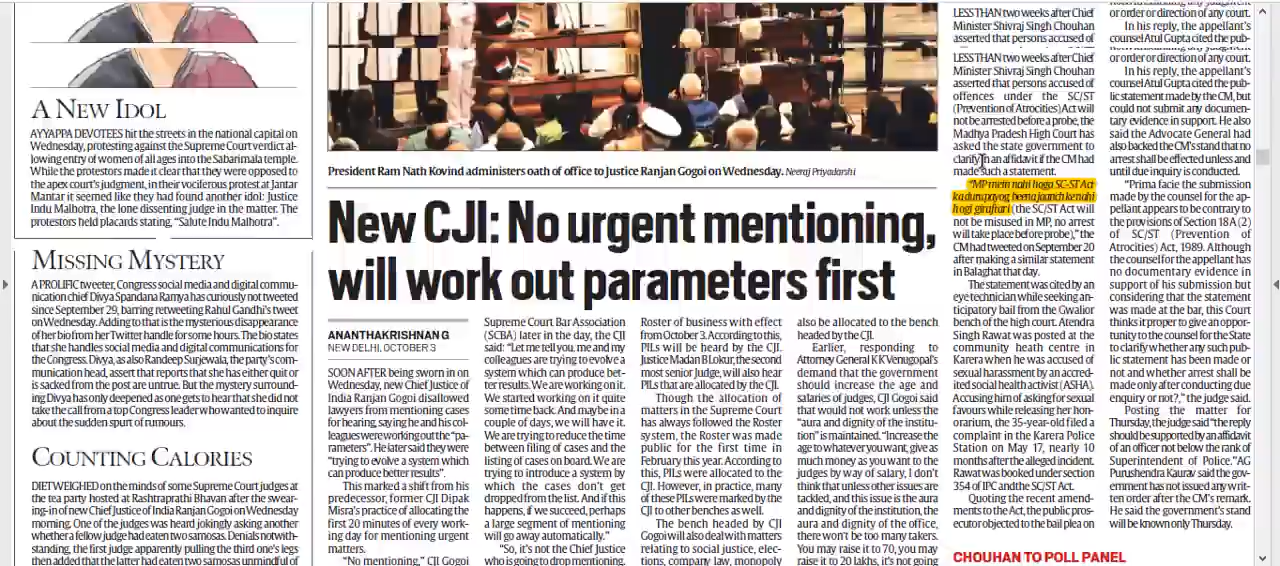 A NEW IDOL
AYYAPPA DEVOTEES hit the streets in the national capital on
Wednesday, protesting against the Supreme Court verdict al-
lowing entry of women of all ages into the Sabarimala temple.
While the protestors made it clear that they were opposed to
the apex court's judgment, in their vociferous protest at Jantar
Mantar it seemed like they had found another idol: Justice
Indu Malhotra, the lone dissenting judge in the matter. The
protestors held placards stating, "Salute Indu Malhotra".
MISSING MYSTERY
A PROLIFIC tweeter, Congress social media and digital commu-
nication chief Divya Spandana Ramya has curiously not tweeted
since September 29, barring retweeting Rahul Gandhi's tweet
on Wednesday. Adding to that is the mysterious disappearance
of her bio from her Twitter handle for some hours. The bio states
that she handles social media and digital communications for
the Congress. Divya, as also Randeep Surjewala, the party's com-
munication head, assert that reports that she has either quit or
is sacked from the post are untrue. But the mystery surround-
ing Divya has only deepened as one gets to hear that she did not
take the call from a top Congress leader who wanted to inquire
about the sudden spurt of rumours.
COUNTING CALORIES
DIET WEIGHED on the minds of some Supreme Court judges at
the tea party hosted at Rashtraprathi Bhavan after the swear-
ing-in of new Chief Justice of India Ranjan Gogoi on Wednesday
morning. One of the judges was heard jokingly asking another
whether a fellow judge had eaten two samosas. Denials notwith-
standing, the first judge apparently pulling the third one's legs
then added that the latter had eaten two samosas unmindful of
President Ram Nath Kovind administers oath of office to Justice Ranjan Gogoi on Wednesday. Neeraj Priyadarshi
New CJI: No urgent mentioning,
will work out parameters first
ANANTHAKRISHNAN G
NEW DELHI, OCTOBER 3
SOON AFTER being sworn in on
Wednesday, new Chief Justice of
India Ranjan Gogoi disallowed
lawyers from mentioning cases
for hearing, saying he and his col-
leagues were working out the "pa-
rameters". He later said they were
"trying to evolve a system which
can produce better results".
This marked a shift from his
predecessor, former CJI Dipak
Misra's practice of allocating the
first 20 minutes of every work-
ing day for mentioning urgent
matters.
"No mentioning," CJI Gogoi
Supreme Court Bar Association
(SCBA) later in the day, the CJI
said: "Let me tell you, me and my
colleagues are trying to evolve a
system which can produce bet-
ter results. We are working on it.
We started working on it quite
some time back. And maybe in a
couple of days, we will have it.
We are trying to reduce the time
between filing of cases and the
listing of cases on board. We are
trying to introduce a system by
which the cases don't get
dropped from the list. And if this
happens, if we succeed, perhaps
a large segment of mentioning
will go away automatically."
"So, it's not the Chief Justice
who is going to drop mentioning.
Roster of business with effect
from October 3. According to this,
PILs will be heard by the CJI.
Justice Madan B Lokur, the second
most senior Judge, will also hear
PILs that are allocated by the CJI.
Though the allocation of
matters in the Supreme Court
has always followed the Roster
system, the Roster was made
public for the first time in
February this year. According to
this, PILs were allocated to the
CJI. However, in practice, many
of these PILs were marked by the
CJI to other benches as well.
The bench headed by CJI
Gogoi will also deal with matters
relating to social justice, elec-
tions, company law, monopoly
also be allocated to the bench
headed by the CJI.
Earlier, responding to
Attorney General K K Venugopal's
demand that the government
should increase the age and
salaries of judges, CJI Gogoi said
that would not work unless the
"aura and dignity of the institu-
tion" is maintained. "Increase the
age to whatever you want, give as
much money as you want to the
judges by way of salary, I don't
think that unless other issues are
tackled, and this issue is the aura
and dignity of the institution, the
aura and dignity of the office,
there won't be too many takers.
You may raise it to 70, you may
raise it to 20 lakhs, it's not going
LESS THAN two weeks after Chief
Minister Shivraj Singh Chouhan
asserted that persons accused of
LESS THAN two weeks after Chief
Minister Shivraj Singh Chouhan
asserted that persons accused of
offences under the SC/ST
(Prevention of Atrocities) Act will
not be arrested before a probe, the
Madhya Pradesh High Court has
asked the state government to
clarify in an affidavit if the CM had
made such a statement.
"MP mein nahi hoga SC-ST Act
ka durupayog, beena jaanch ke nahi
hogi giraftari (the SC/ST Act will
not be misused in MP, no arrest
will take place before probe)," the
CM had tweeted on September 20
after making a similar statement
in Balaghat that day.
The statement was cited by an
eye technician while seeking an-
ticipatory bail from the Gwalior
bench of the high court. Atendra
Singh Rawat was posted at the
community heath centre in
Karera when he was accused of
sexual harassment by an accred-
ited social health activist (ASHA).
Accusing him of asking for sexual
favours while releasing her hon-
orarium, the 35-year-old filed a
complaint in the Karera Police
Station on May 17, nearly 10
months after the alleged incident.
Rawat was booked under section
354 of IPC and the SC/ST Act.
Quoting the recent amend-
ments to the Act, the public pros-
ecutor objected to the bail plea on
CHOUHAN TO POLL PANEL
or order or direction of any court.
In his reply, the appellant's
counsel Atul Gupta cited the pub-
or order or direction of any court.
In his reply, the appellant's
counsel Atul Gupta cited the pub-
lic statement made by the CM, but
could not submit any documen-
tary evidence in support. He also
said the Advocate General had
also backed the CM's stand that no
arrest shall be effected unless and
until due inquiry is conducted.
"Prima facie the submission
made by the counsel for the ap-
pellant appears to be contrary to
the provisions of Section 18A (2)
of SC/ST (Prevention of
Atrocities) Act, 1989. Although
the counsel for the appellant has
no documentary evidence in
support of his submission but
considering that the statement
was made at the bar, this Court
thinks it proper to give an oppor-
tunity to the counsel for the State
to clarify whether any such pub-
lic statement has been made or
not and whether arrest shall be
made only after conducting due
enquiry or not?," the judge said.
Posting the matter for
Thursday, the judge said "the reply
should be supported by an affidavit
of an officer not below the rank of
Superintendent of Police." AG
Purushendra Kaurav said the gov-
ernment has not issued any writ-
ten order after the CM's remark.
He said the government's stand
will be known only Thursday.